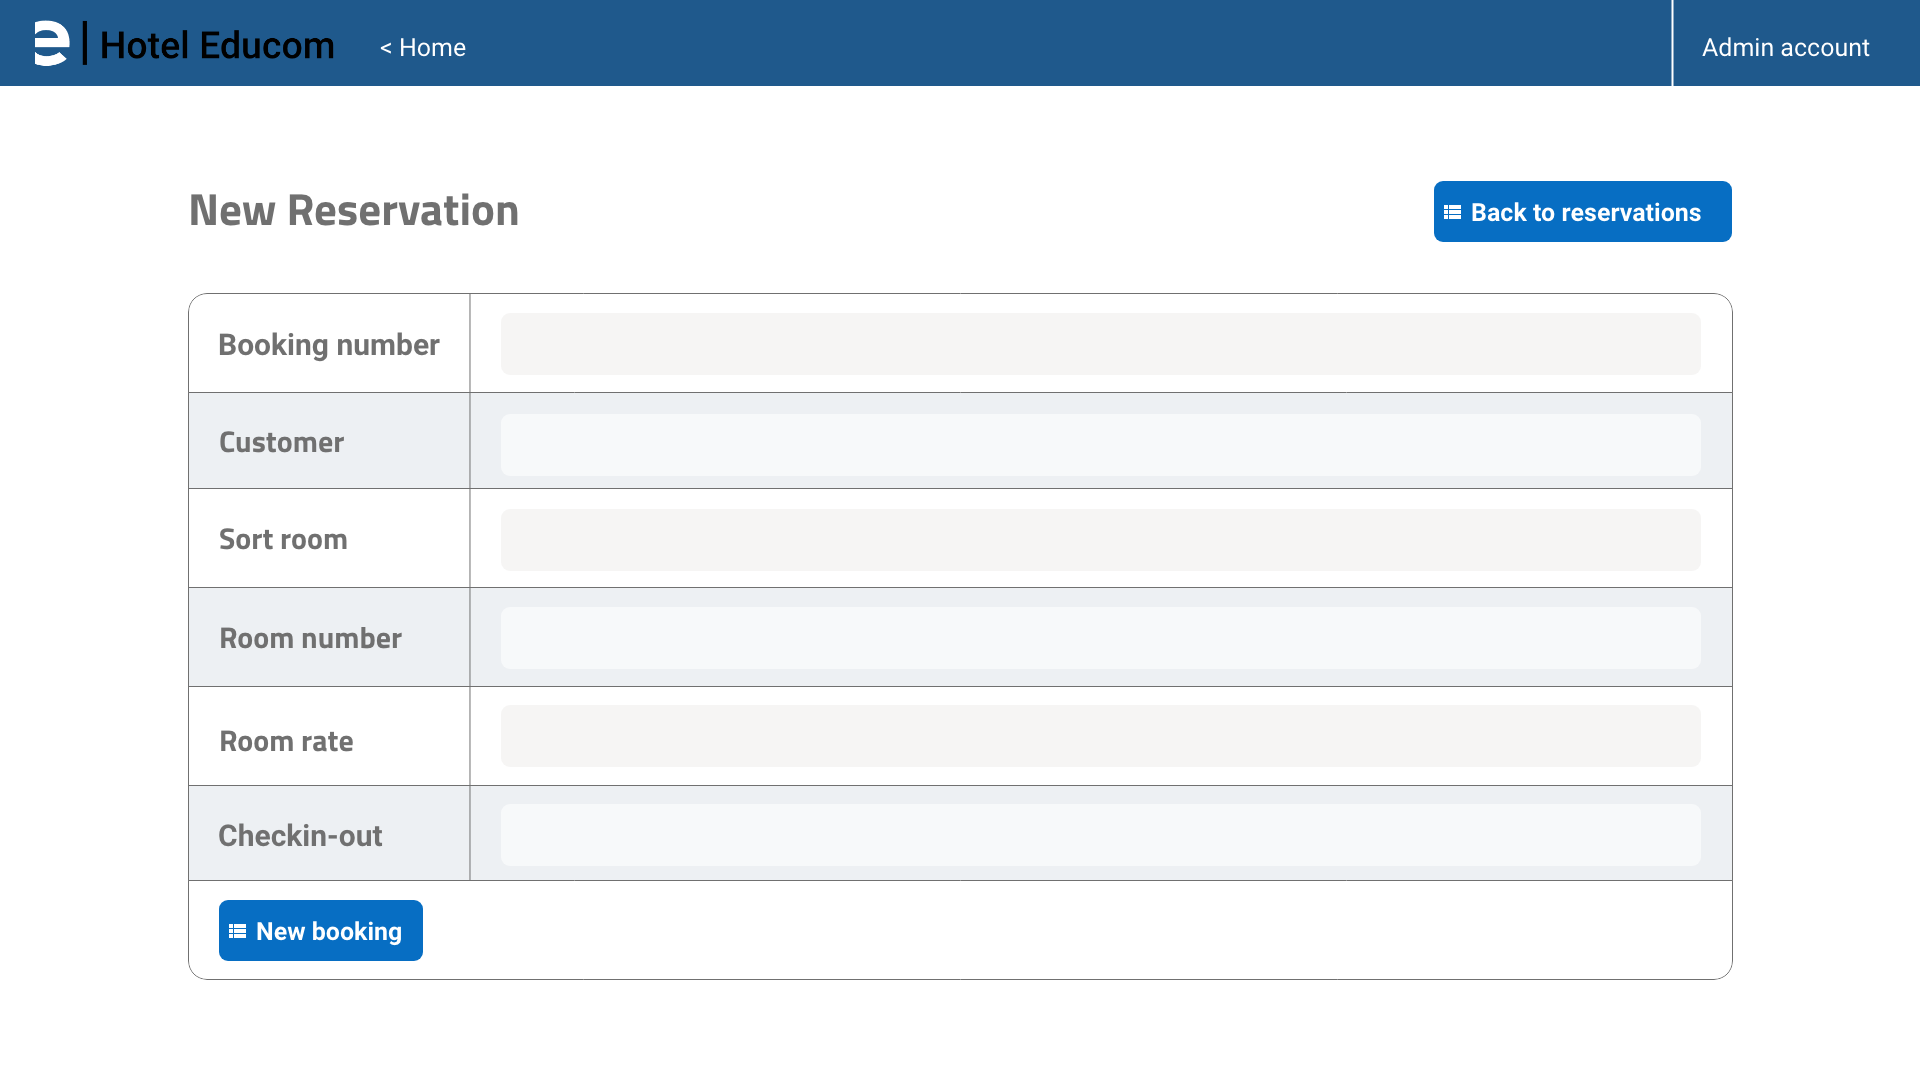 e | Hotel Educom
< Home
Admin account
New Reservation
Back to reservations
Booking number
Customer
Sort room
Room number
Room rate
Checkin-out
New booking